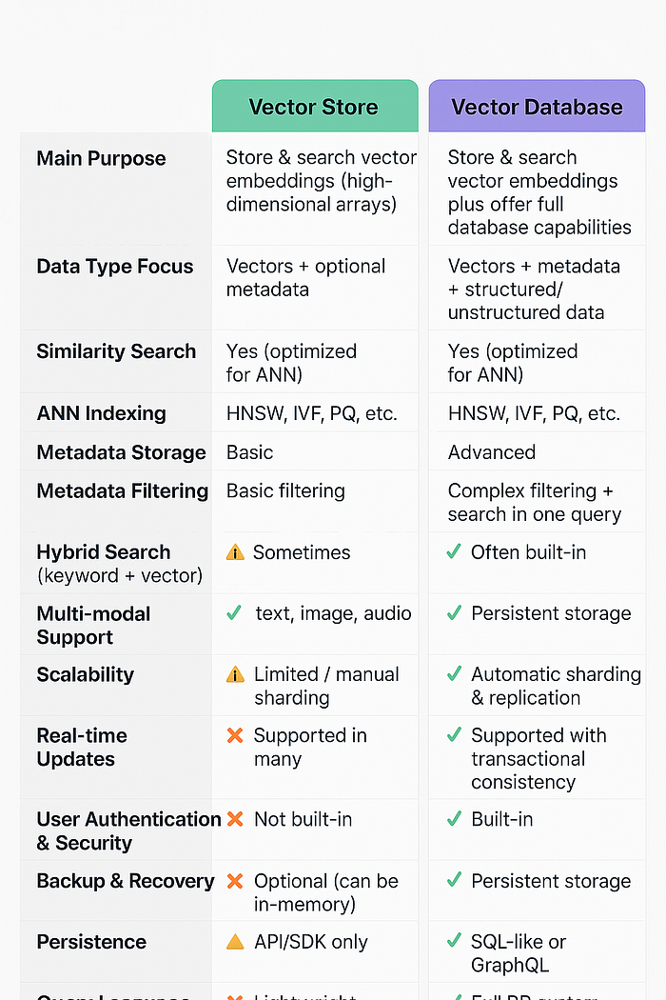 Vector Store
Vector Database
Main Purpose
Store & search vector
embeddings (high-
dimensional arrays)
Store & search
vector embeddings
plus offer full
database capabilities
Data Type Focus
Vectors + optional
metadata
Vectors + metadata
+ structured/
unstructured data
Similarity Search
Yes (optimized
for ANN)
Yes (optimized
for ANN)
ANN Indexing
HNSW, IVF, PQ, etc.
HNSW, IVF, PQ, etc.
Metadata Storage
Basic
Advanced
Metadata Filtering
Basic filtering
Complex filtering +
search in one query
Hybrid Search
(keyword + vector)
Sometimes
Often built-in
Multi-modal
Support
text, image, audio
Persistent storage
Scalability
Limited / manual
sharding
Automatic sharding
& replication
Real-time
Updates
Supported in
many
Supported with
transactional
consistency
User Authentication
& Security
Not built-in
Built-in
Backup & Recovery
Optional (can be
in-memory)
Persistent storage
Persistence
API/SDK only
SQL-like or
GraphQL